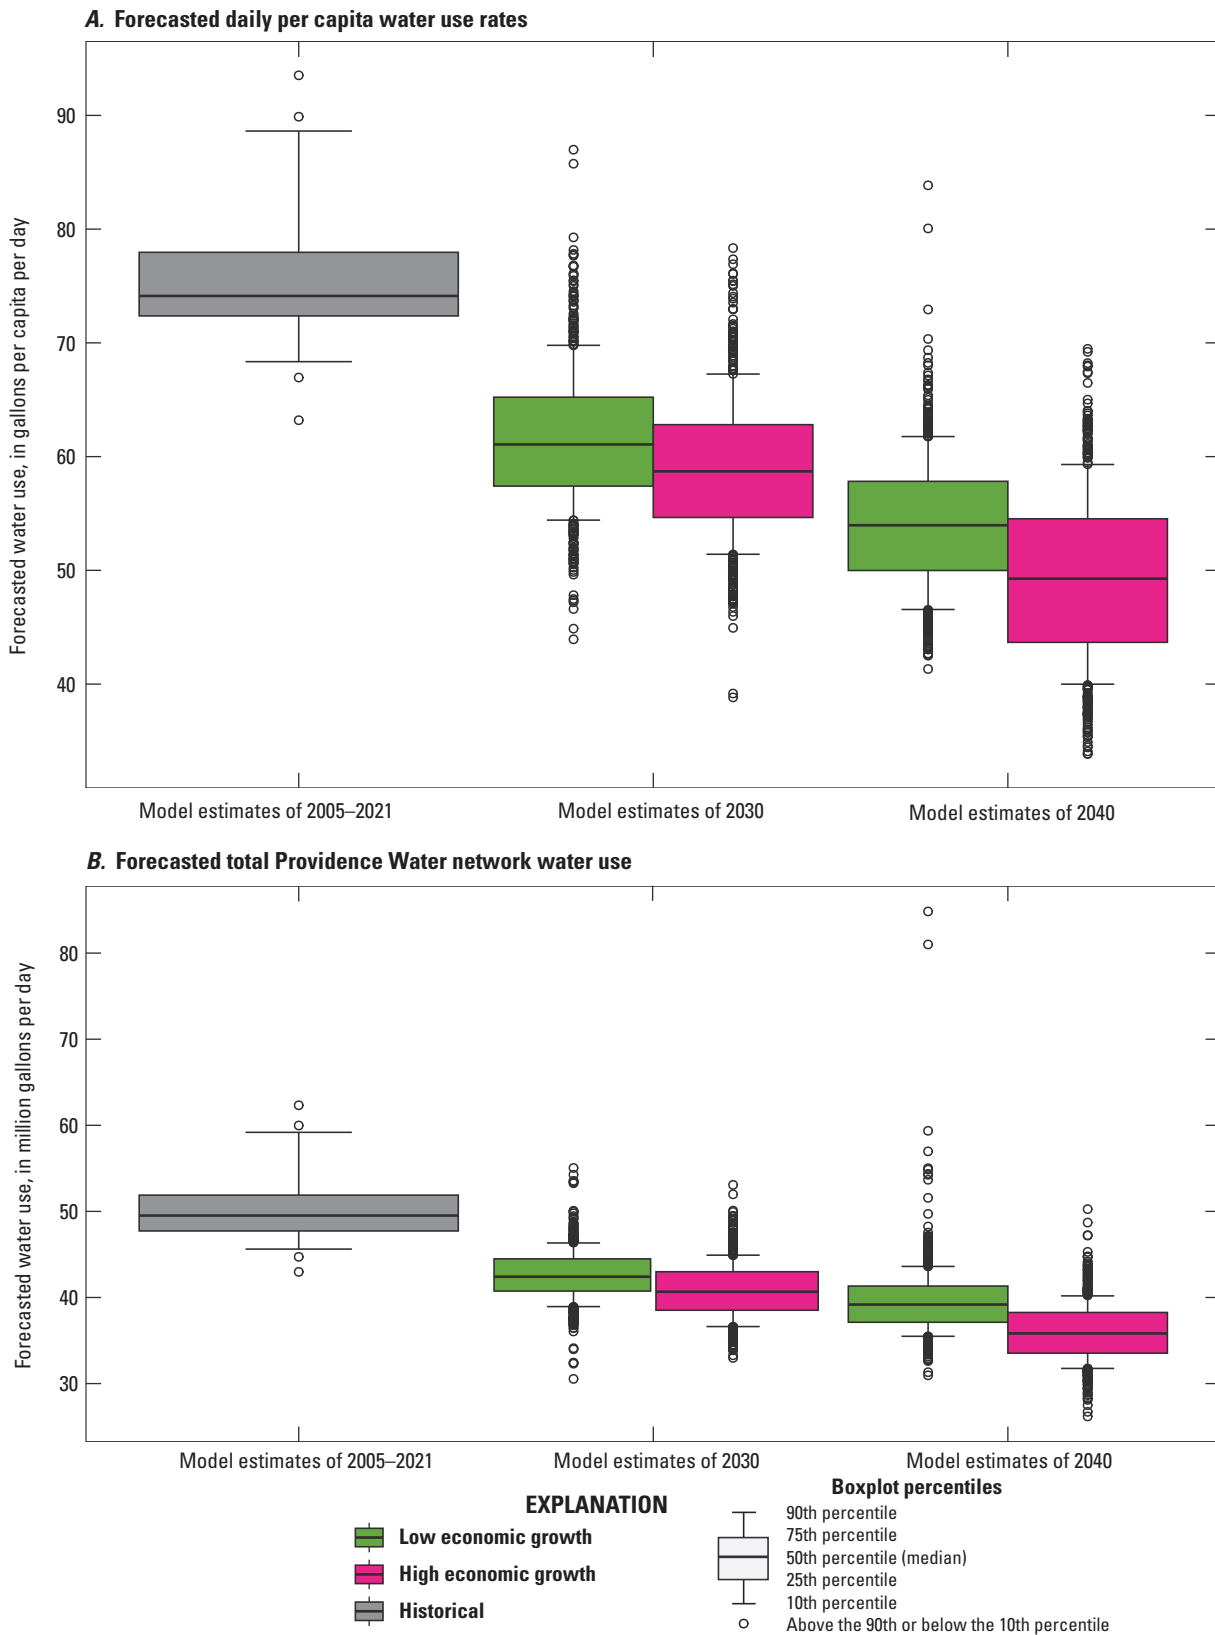 A. Forecasted daily per capita water use rates
Forecasted water use, in gallons per capita per day
90
80
70
60
50
40
Model estimates of 2005–2021
Model estimates of 2030
Model estimates of 2040
B. Forecasted total Providence Water network water use
Forecasted water use, in million gallons per day
80
70
60
50
40
30
Model estimates of 2005–2021
Model estimates of 2030
Model estimates of 2040
EXPLANATION
Low economic growth
High economic growth
Historical
Boxplot percentiles
90th percentile
75th percentile
50th percentile (median)
25th percentile
10th percentile
Above the 90th or below the 10th percentile